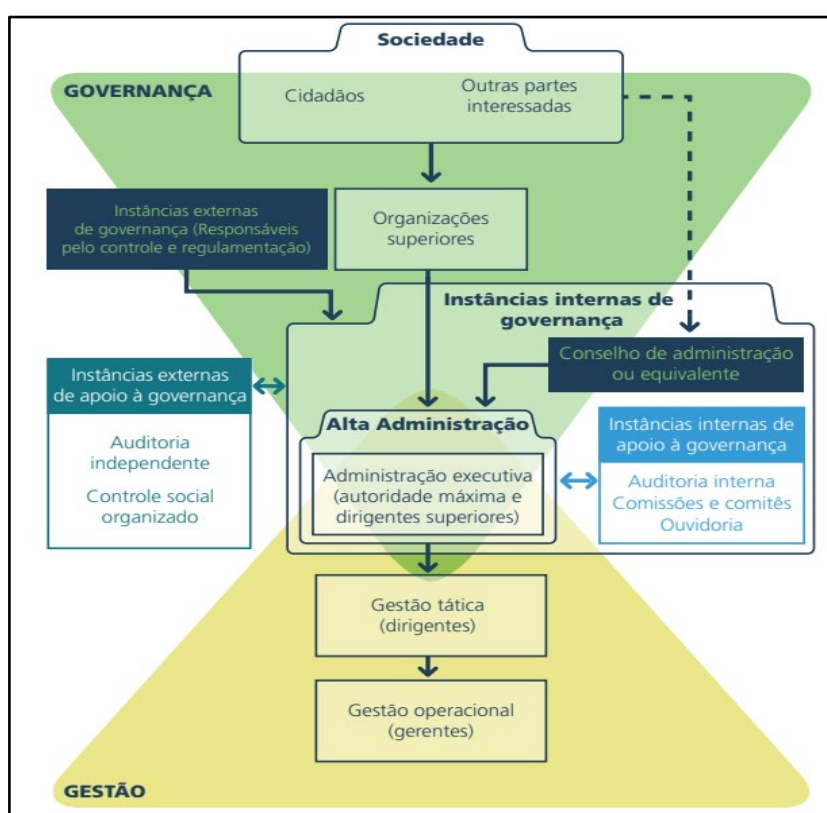 Sociedade
GOVERNANÇA
Cidadãos
Outras partes
interessadas
Instâncias externas
de governança (Responsáveis
pelo controle e regulamentação)
Organizações
superiores
Instâncias internas de
governança
Conselho de administração
ou equivalente
Instâncias externas
de apoio à governança
Auditoria
independente
Controle social
organizado
Alta Administração
Administração executiva
(autoridade máxima e
dirigentes superiores)
Instâncias internas de
apoio à governança
Auditoria interna
Comissões e comitês
Ouvidoria
Gestão tática
(dirigentes)
Gestão operacional
(gerentes)
GESTÃO